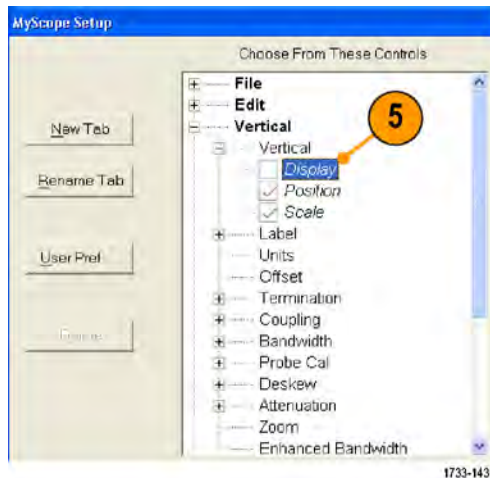 MyScope Setup
Choose From These Controls
File
Edit
5
New Tab
Vertical
Vertical
Display
Rename Tab
Position
Scale
Label
User Pref
Units
Offset
Termination
Coupling
Bandwidth
Probe Cal
Deskew
Attenuation
Zoom
Enhanced Bandwidth
1733-143